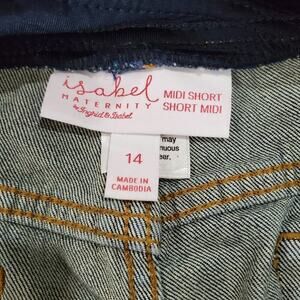 isabel
MATERNITY
by Ingrid & Isabel
MIDI SHORT
SHORT MIDI
14
MADE IN
CAMBODIA
may
nuous
ear.